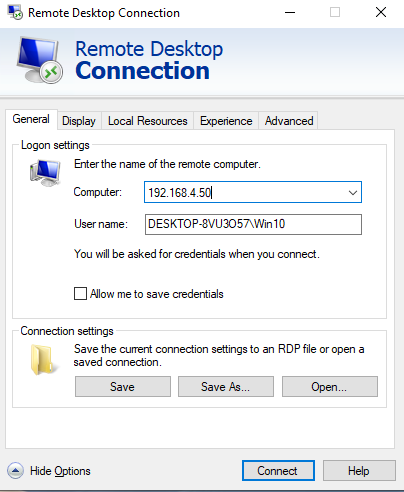 Remote Desktop Connection
Remote Desktop
Connection
General Display Local Resources Experience Advanced
Logon settings
Enter the name of the remote computer.
Computer: 192.168.4.50
User name: DESKTOP-8VU3O57\Win10
You will be asked for credentials when you connect.
Allow me to save credentials
Connection settings
Save the current connection settings to an RDP file or open a
saved connection.
Save Save As... Open...
Hide Options Connect Help